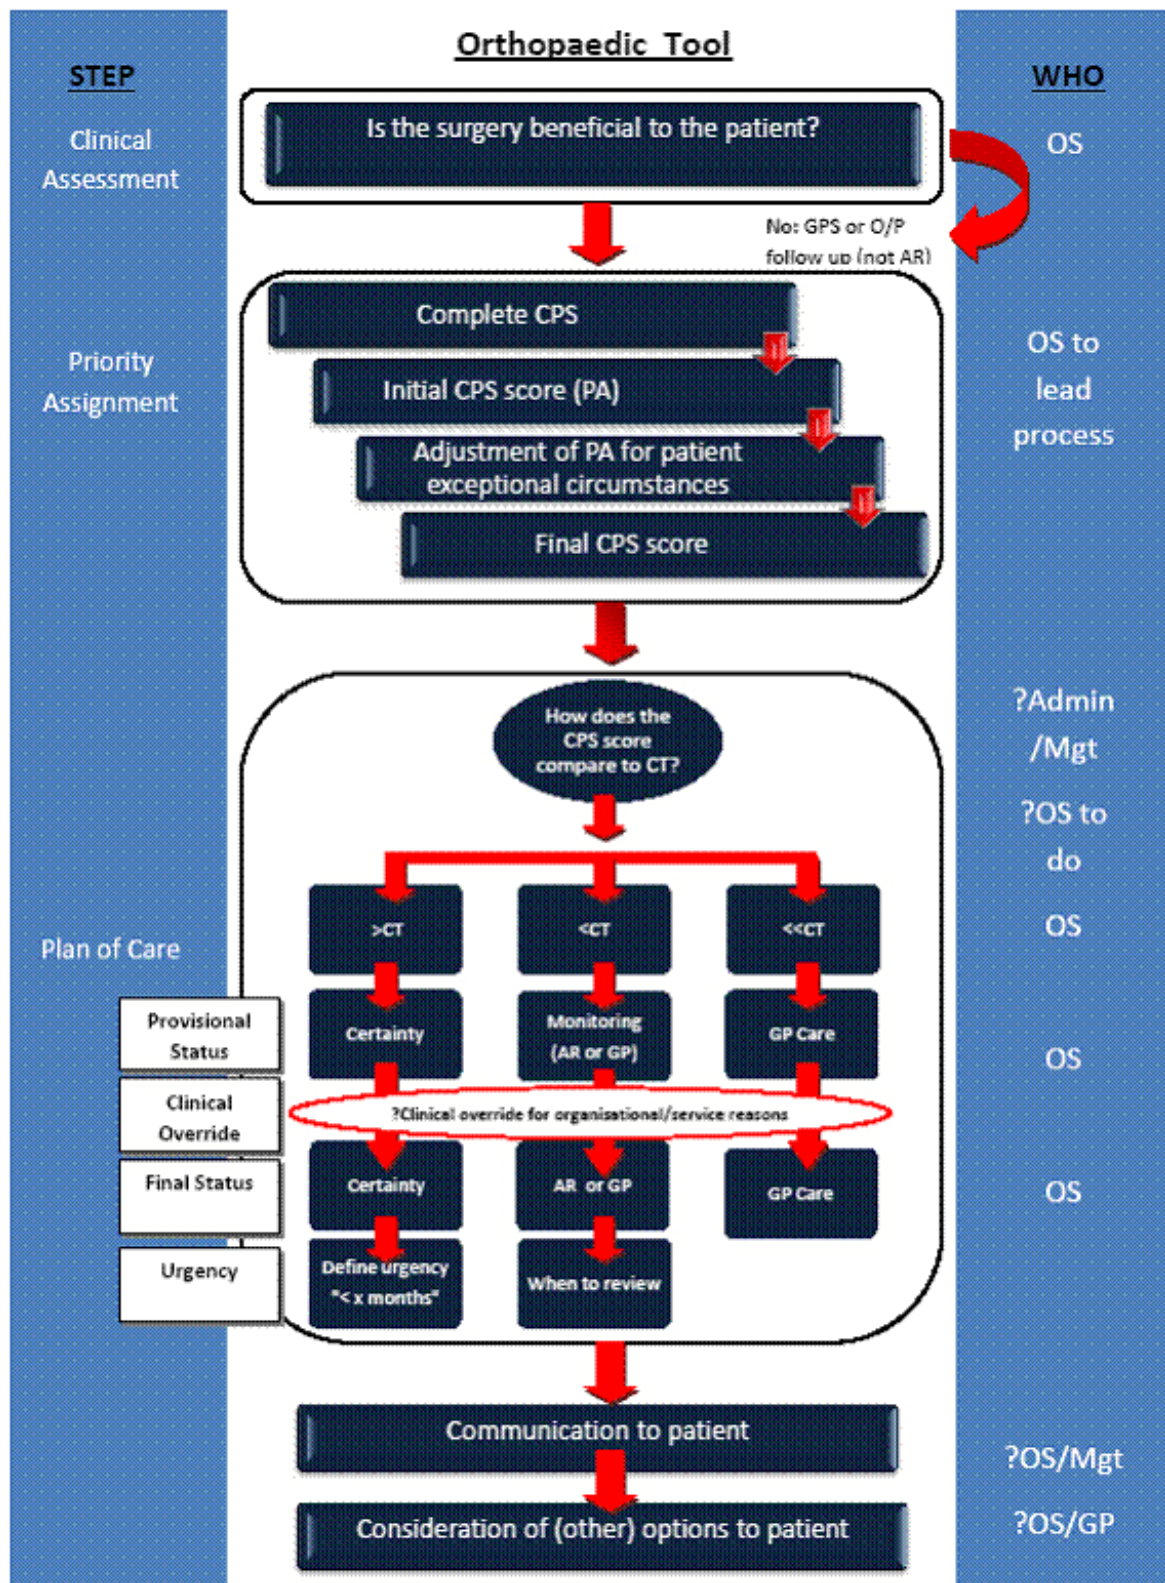 Orthopaedic Tool
STEP
WHO
Clinical
Assessment
Is the surgery beneficial to the patient?
OS
No: GPS or O/P
follow up (not AR)
Priority
Assignment
Complete CPS
Initial CPS score (PA)
Adjustment of PA for patient
exceptional circumstances
Final CPS score
OS to
lead
process
How does the
CPS score
compare to CT?
?Admin
/Mgt
?OS to
do
Plan of Care
>CT
<CT
<<CT
OS
Provisional
Status
Certainty
Monitoring
(AR or GP)
GP Care
OS
Clinical
Override
?Clinical override for organisational/service reasons
Final Status
Certainty
AR or GP
GP Care
OS
Urgency
Define urgency
"< x months"
When to review
Communication to patient
?OS/Mgt
Consideration of (other) options to patient
?OS/GP